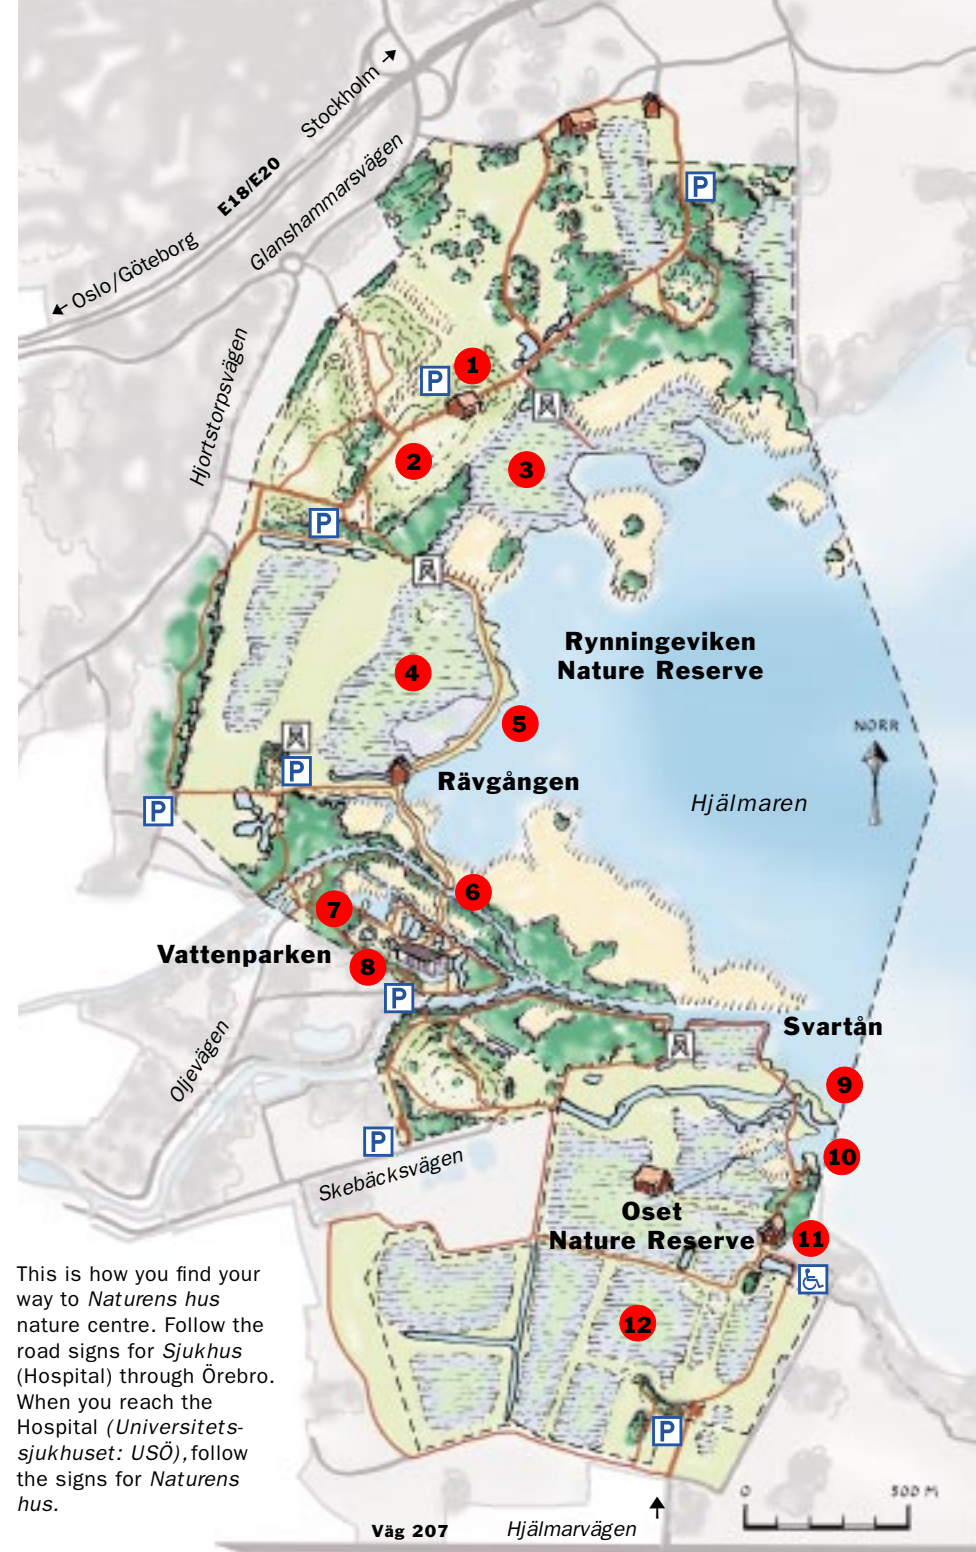 Stockholm
E18/E20
Glanshammarsvägen
Oslo/Göteborg
P
Hjortstorpsvägen
1
P
2
3
P
Rynningeviken
Nature Reserve
4
5
NORR
P
Rävgången
Hjälmaren
P
6
7
Vattenparken
8
P
Svartån
Oljevägen
9
P
10
Skebäcksvägen
Oset
Nature Reserve
11
This is how you find your
way to Naturens hus
nature centre. Follow the
road signs for Sjukhus
(Hospital) through Örebro.
When you reach the
Hospital (Universitets-
sjukhuset: USÖ), follow
the signs for Naturens
hus.
12
P
0 500 M
Väg 207 Hjälmarvägen